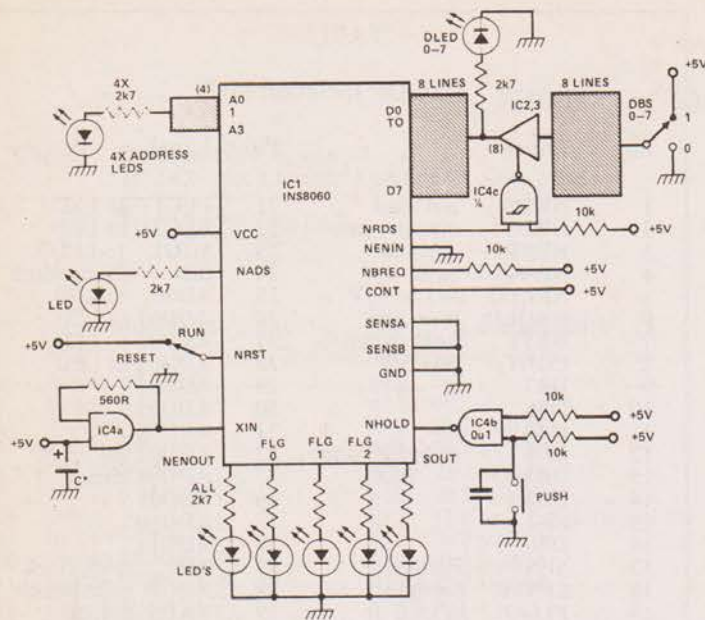 DLED
0–7
+5V
4X
2k7
(4)
A0
1
A3
8 LINES
2k7
8 LINES
IC2,3
DBS
0–7
1
0
D0
TO
(8)
4X ADDRESS
LEDS
IC1
INS8060
D7
IC4c
¼
NRDS
10k
+5V
+5V
VCC
NENIN
10k
NADS
NBREQ
+5V
2k7
CONT
+5V
LED
RUN
SENSA
+5V
RESET
NRST
SENSB
560R
GND
10k
+5V
IC4a
XIN
NHOLD
IC4b
0u1
+5V
+5V
10k
+
C*
NENOUT
FLG
0
FLG
1
FLG
2
SOUT
PUSH
ALL
2k7
LED'S